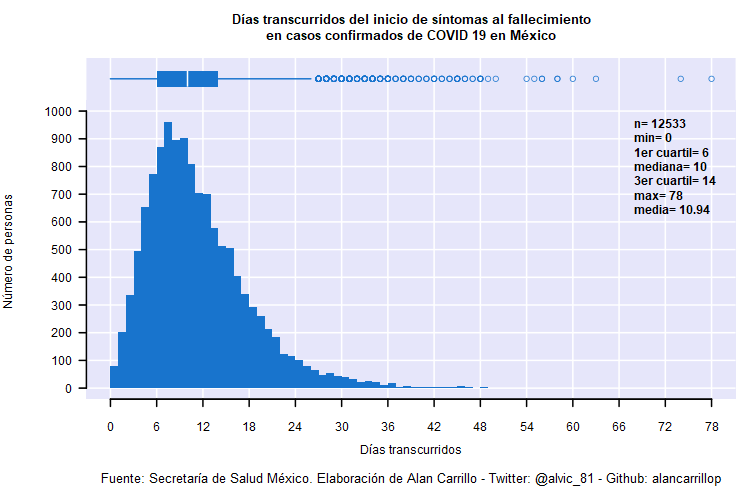 Días transcurridos del inicio de síntomas al fallecimiento
en casos confirmados de COVID 19 en México
n= 12533
min= 0
1er cuartil= 6
mediana= 10
3er cuartil= 14
max= 78
media= 10.94
Número de personas
1000
900
800
700
600
500
400
300
200
100
0
0 6 12 18 24 30 36 42 48 54 60 66 72 78
Días transcurridos
Fuente: Secretaría de Salud México. Elaboración de Alan Carrillo - Twitter: @alvic_81 - Github: alancarrillop